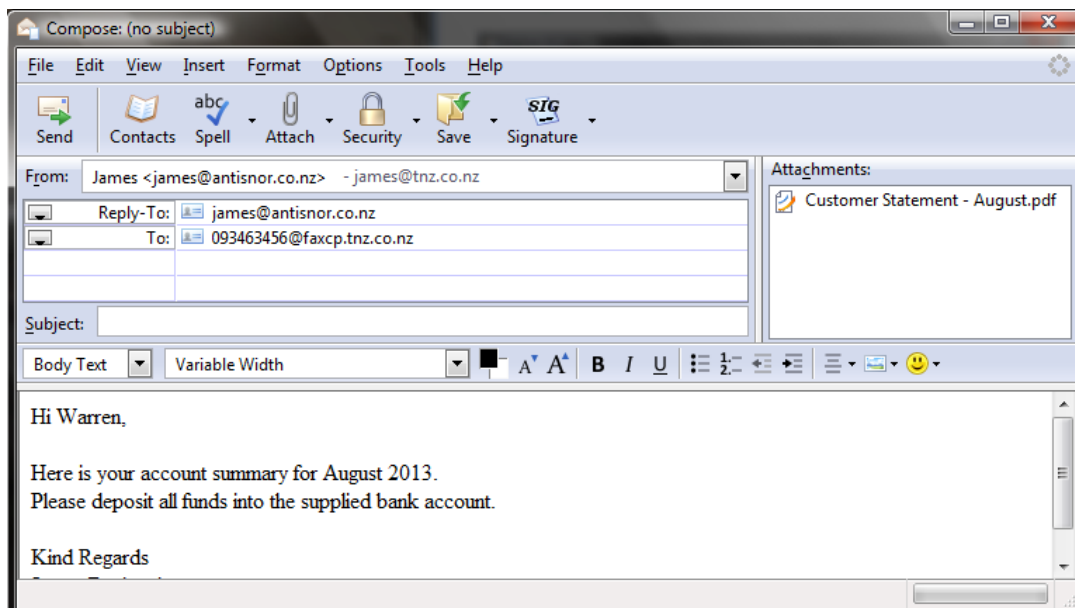 Compose: (no subject)
File Edit View Insert Format Options Tools Help
Send Contacts abc Spell Attach Security Save SIG Signature
From: James <james@antisnor.co.nz> - james@tnz.co.nz
Attachments:
Customer Statement - August.pdf
Reply-To: james@antisnor.co.nz
To: 093463456@faxcp.tnz.co.nz
Subject:
Body Text Variable Width A A B I U
Hi Warren,
Here is your account summary for August 2013.
Please deposit all funds into the supplied bank account.
Kind Regards